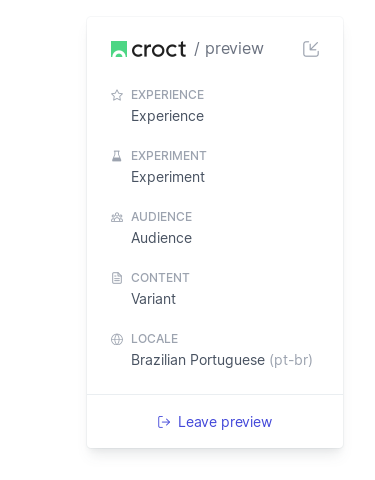 croct / preview
EXPERIENCE
Experience
EXPERIMENT
Experiment
AUDIENCE
Audience
CONTENT
Variant
LOCALE
Brazilian Portuguese (pt-br)
Leave preview